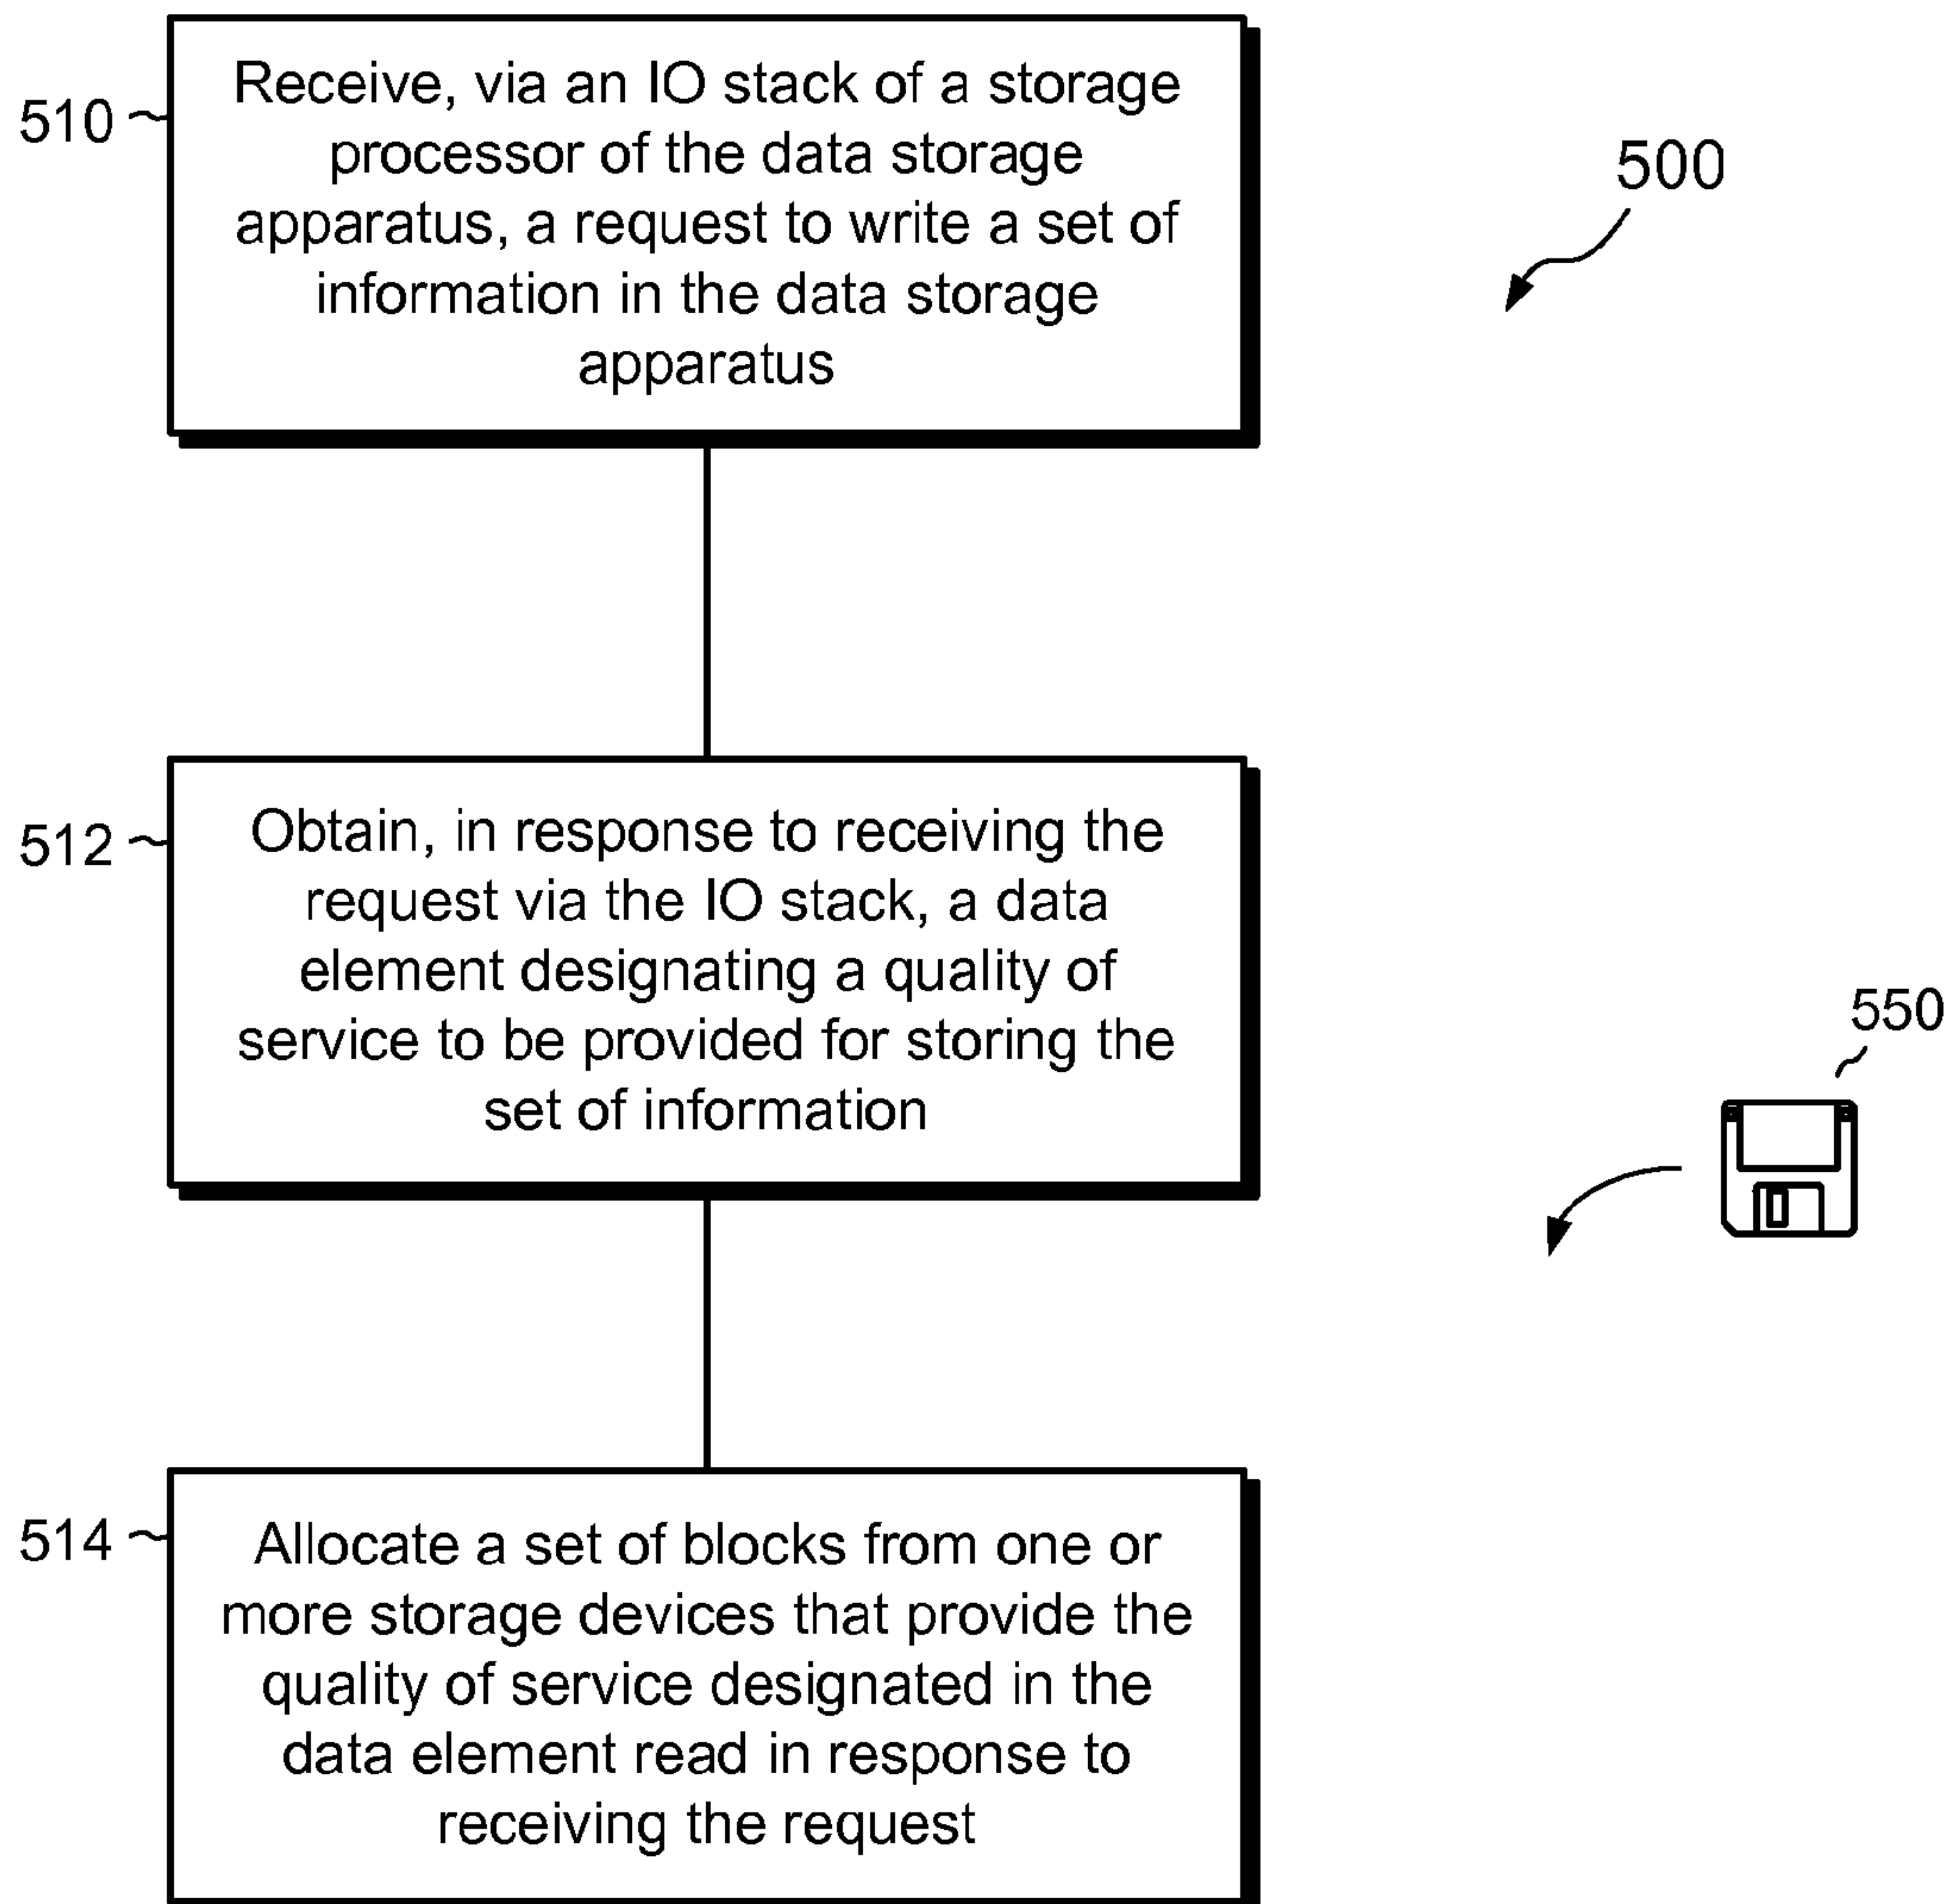 510
Receive, via an IO stack of a storage
processor of the data storage
apparatus, a request to write a set of
information in the data storage
apparatus
500
512
Obtain, in response to receiving the
request via the IO stack, a data
element designating a quality of
service to be provided for storing the
set of information
550
514
Allocate a set of blocks from one or
more storage devices that provide the
quality of service designated in the
data element read in response to
receiving the request